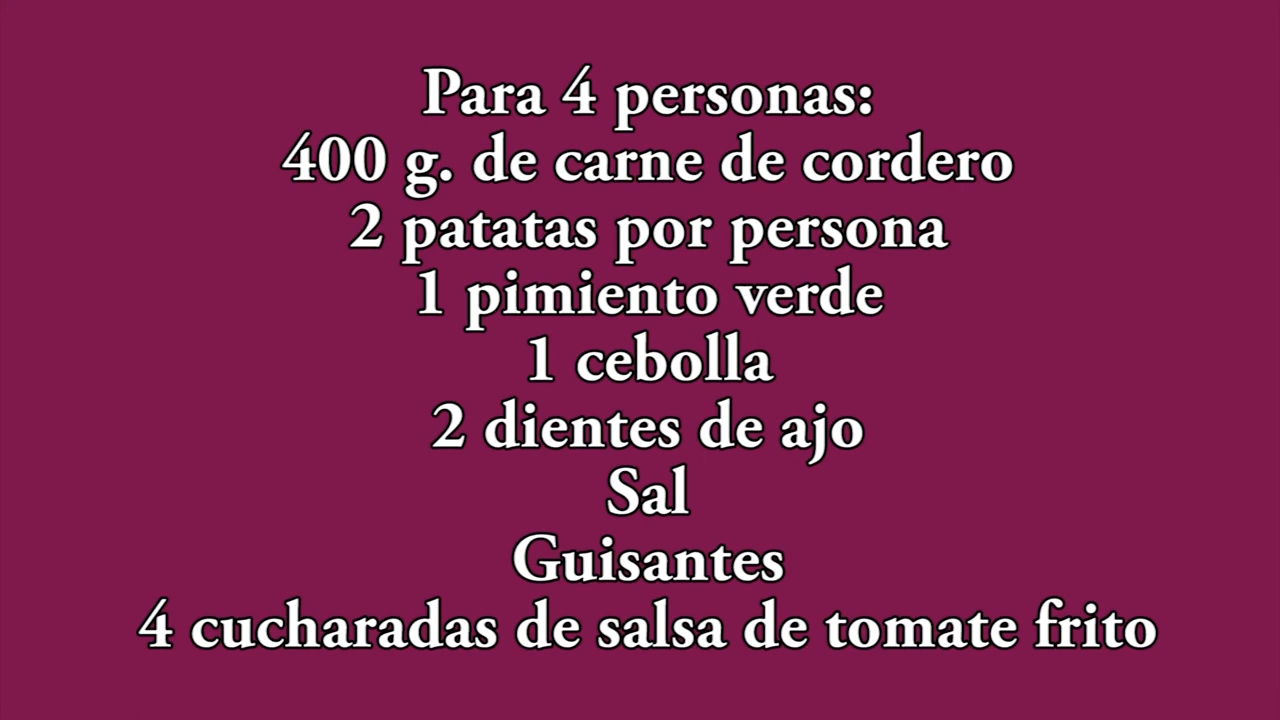 Para 4 personas:
400 g. de carne de cordero
2 patatas por persona
1 pimiento verde
1 cebolla
2 dientes de ajo
Sal
Guisantes
4 cucharadas de salsa de tomate frito